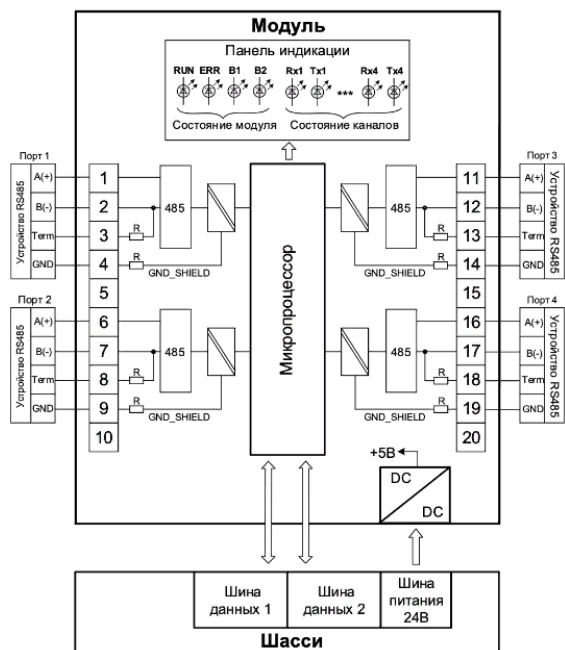 Модуль
Панель индикации
RUN ERR B1 B2 Rx1 Tx1 *** Rx4 Tx4
Состояние модуля Состояние каналов
Порт 1
Устройство RS485
A(+)
B(-)
Term
GND
1
2
3
4
5
R
R
485
GND_SHIELD
Порт 2
Устройство RS485
A(+)
B(-)
Term
GND
6
7
8
9
10
R
R
485
GND_SHIELD
Микропроцессор
Порт 3
Устройство RS485
A(+)
B(-)
Term
GND
11
12
13
14
15
R
R
485
GND_SHIELD
Порт 4
Устройство RS485
A(+)
B(-)
Term
GND
16
17
18
19
20
R
R
485
GND_SHIELD
+5В
DC
DC
Шина
данных 1
Шина
данных 2
Шина
питания
24В
Шасси